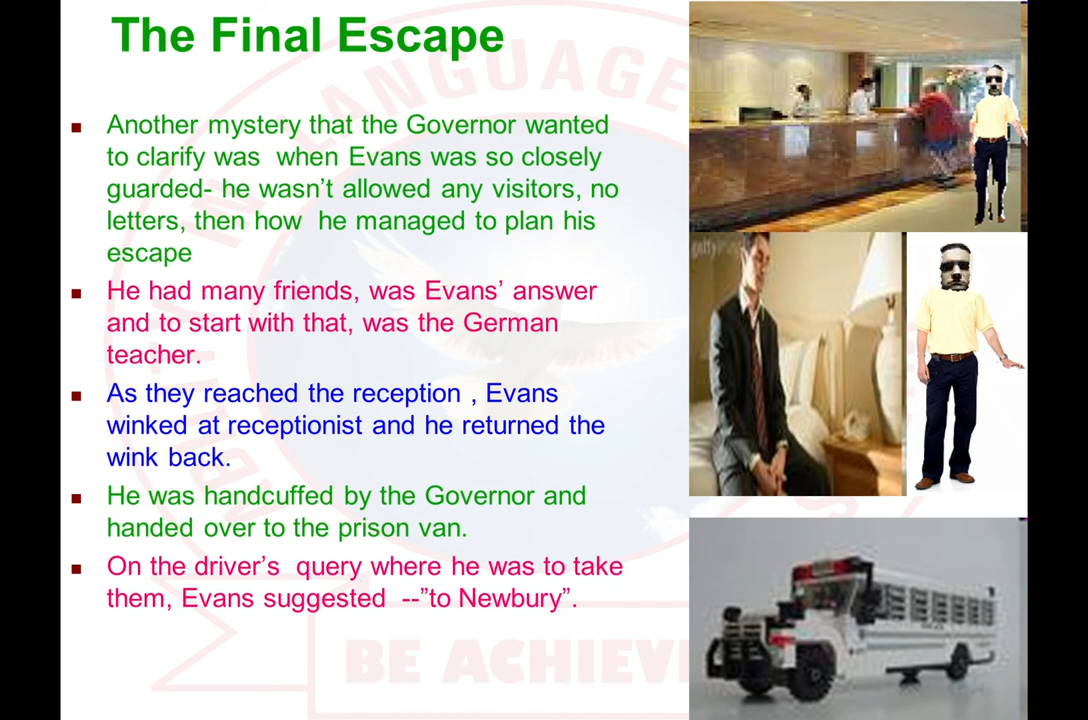 The Final Escape
Another mystery that the Governor wanted
to clarify was when Evans was so closely
guarded- he wasn't allowed any visitors, no
letters, then how he managed to plan his
escape
He had many friends, was Evans' answer
and to start with that, was the German
teacher.
As they reached the reception , Evans
winked at receptionist and he returned the
wink back.
He was handcuffed by the Governor and
handed over to the prison van.
On the driver's query where he was to take
them, Evans suggested --"to Newbury".
LANGUAGE
BE ACHIEV